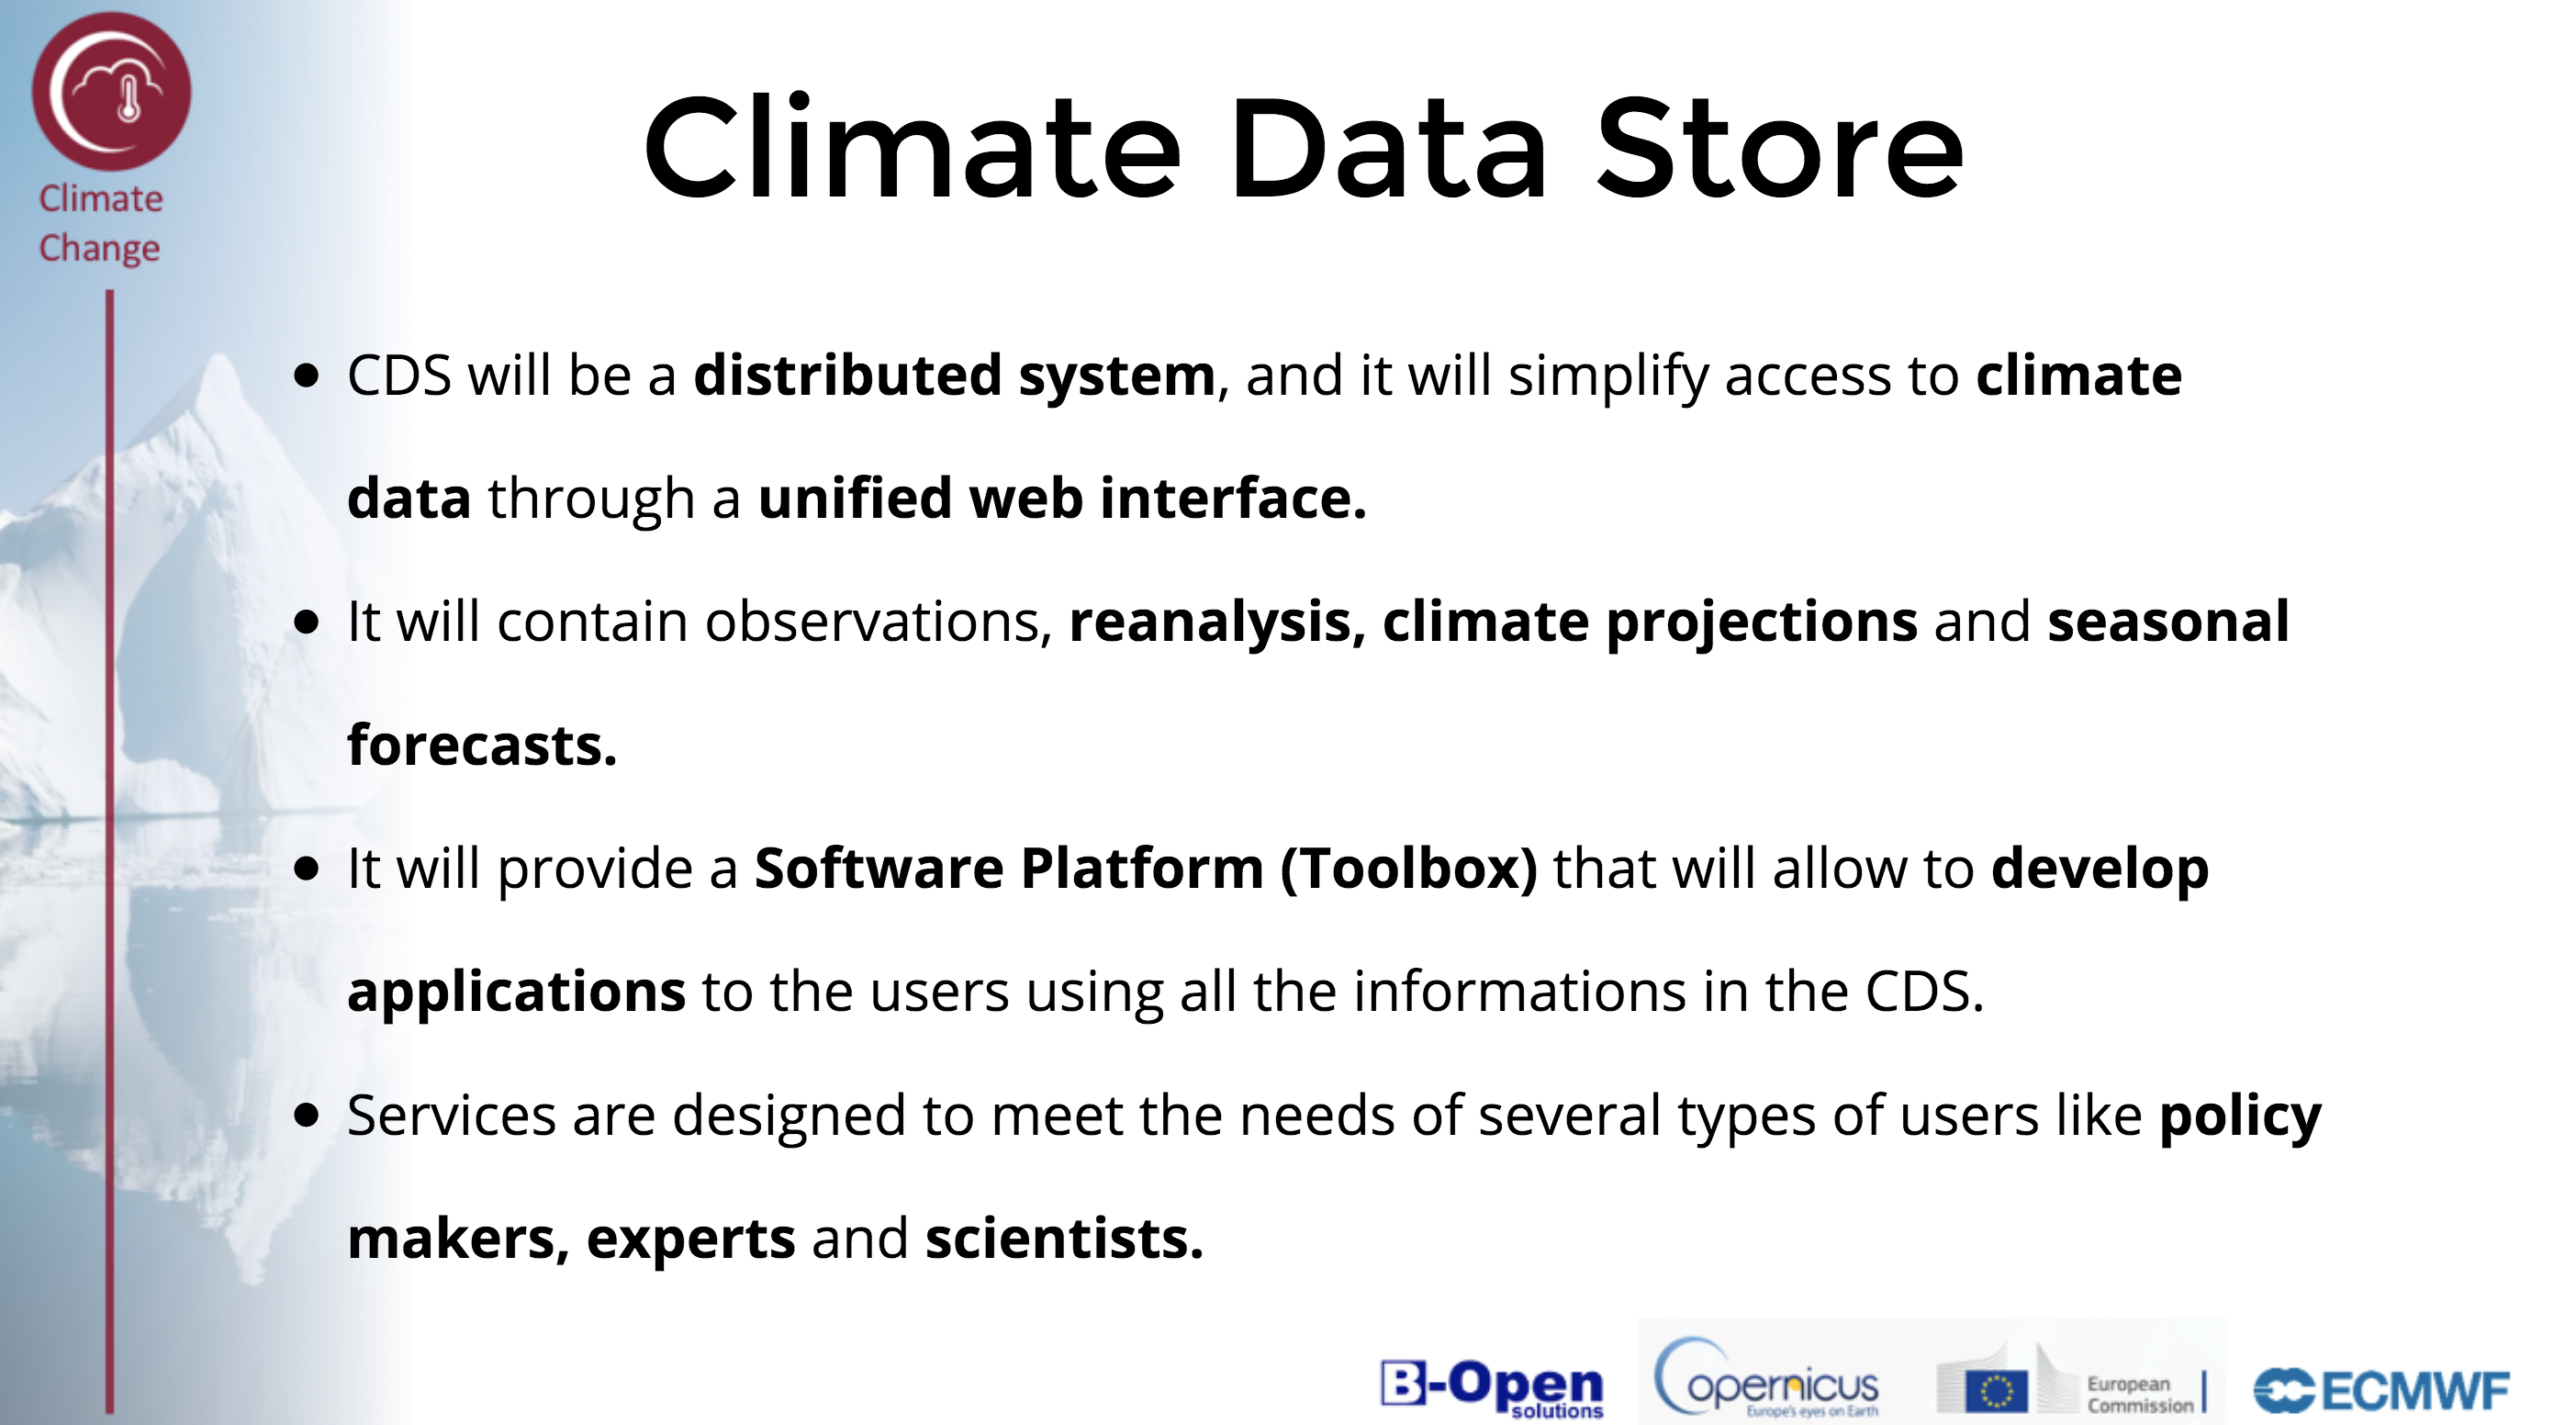 Climate
Change
Climate Data Store
● CDS will be a distributed system, and it will simplify access to climate
data through a unified web interface.
● It will contain observations, reanalysis, climate projections and seasonal
forecasts.
● It will provide a Software Platform (Toolbox) that will allow to develop
applications to the users using all the informations in the CDS.
● Services are designed to meet the needs of several types of users like policy
makers, experts and scientists.
B-Open
solutions
opernicus
Europe's eyes on Earth
European
Commission
ECMWF